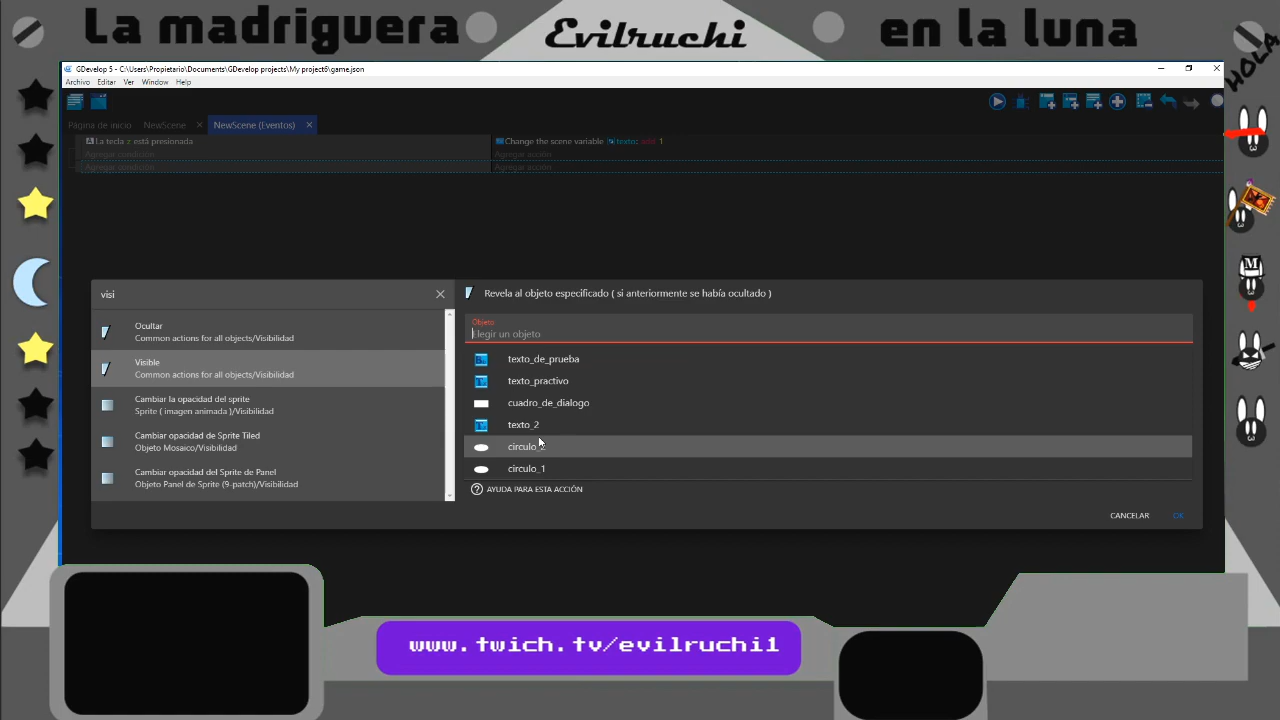 La madriguera
Evilruchi
en la luna
HOLA
GDevelop 5 - C:\Users\Propietario\Documents\GDevelop projects\My project6\game.json
Archivo Editar Ver Window Help
Página de inicio
NewScene
NewScene (Eventos)
La tecla z está presionada
Change the scene variable texto: add 1
Agregar condición
Agregar acción
Agregar condición
Agregar acción
visi
Revela al objeto especificado ( si anteriormente se había ocultado )
Ocultar
Common actions for all objects/Visibilidad
Visible
Common actions for all objects/Visibilidad
Cambiar la opacidad del sprite
Sprite ( imagen animada )/Visibilidad
Cambiar opacidad de Sprite Tiled
Objeto Mosaico/Visibilidad
Cambiar opacidad del Sprite de Panel
Objeto Panel de Sprite (9-patch)/Visibilidad
Objeto
Elegir un objeto
texto_de_prueba
texto_practivo
cuadro_de_dialogo
texto_2
circulo_2
circulo_1
AYUDA PARA ESTA ACCIÓN
CANCELAR
OK
M
www.twich.tv/evilruchi1